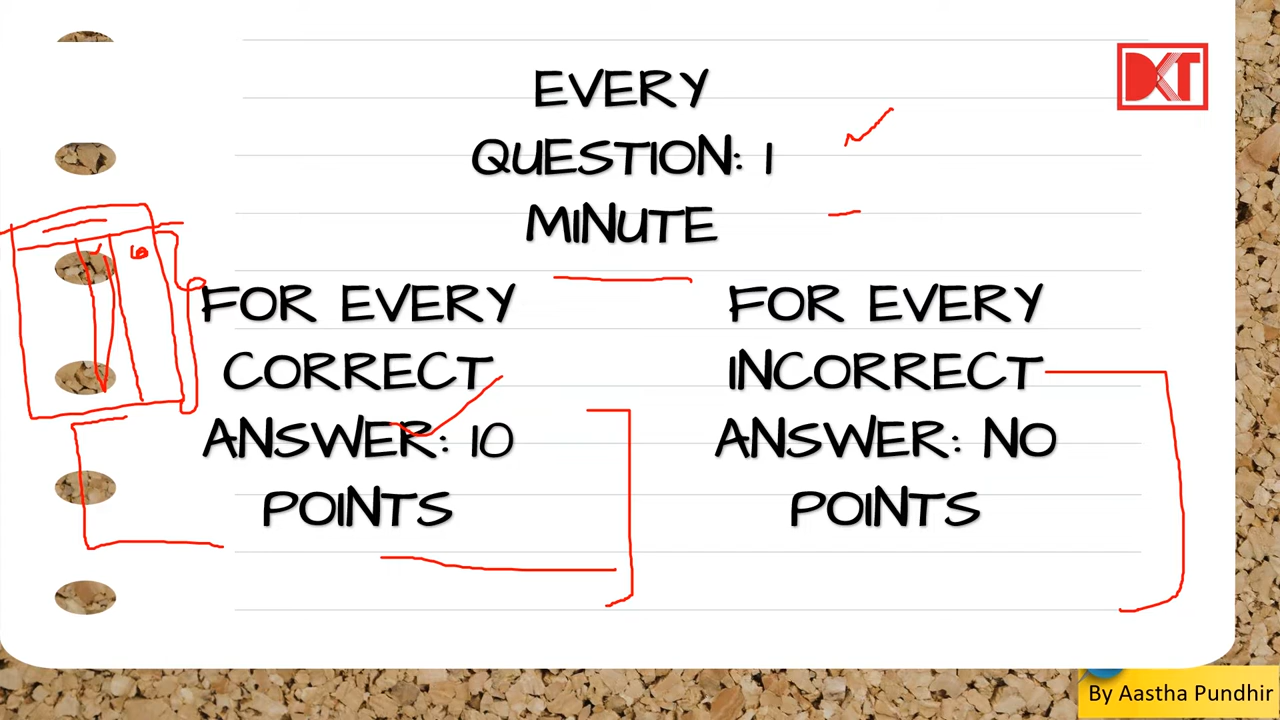 DKT
EVERY
QUESTION: 1
MINUTE
FOR EVERY
CORRECT
ANSWER: 10
POINTS
FOR EVERY
INCORRECT
ANSWER: NO
POINTS
By Aastha Pundhir